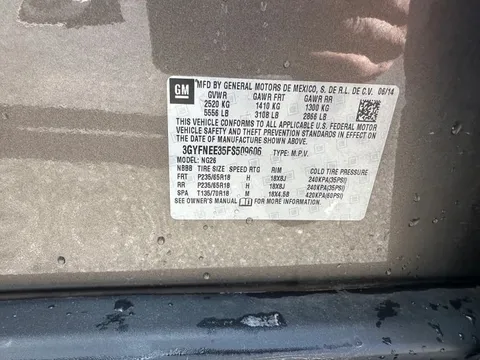 GM
MFD BY GENERAL MOTORS DE MEXICO, S. DE R.L. DE C.V. 06/14
GVWR GAWR FRT GAWR RR
2520 KG 1410 KG 1300 KG
5556 LB 3108 LB 2866 LB
THIS VEHICLE CONFORMS TO ALL APPLICABLE U.S. FEDERAL MOTOR
VEHICLE SAFETY AND THEFT PREVENTION STANDARDS IN EFFECT ON
THE DATE OF MANUFACTURE SHOWN ABOVE.
3GYFNEE35FS509606 TYPE: M.P.V.
MODEL: NG26
NBBB TIRE SIZE SPEED RTG RIM COLD TIRE PRESSURE
FRT P235/65R18 H 18X8J 240KPA(35PSI)
RR P235/65R18 H 18X8J 240KPA(35PSI)
SPA T135/70R18 M 18X4.5B 420KPA(60PSI)
SEE OWNER'S MANUAL FOR MORE INFORMATION.